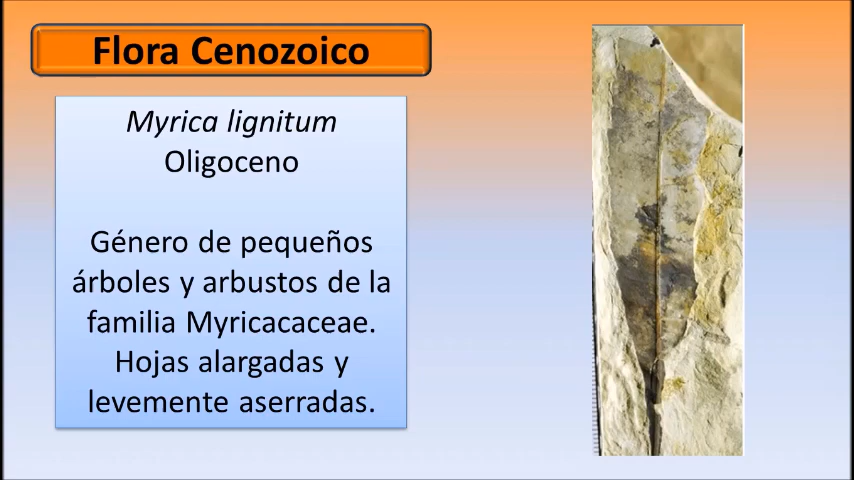 Flora Cenozoico
Myrica lignitum
Oligoceno
Género de pequeños
árboles y arbustos de la
familia Myricacaceae.
Hojas alargadas y
levemente aserradas.